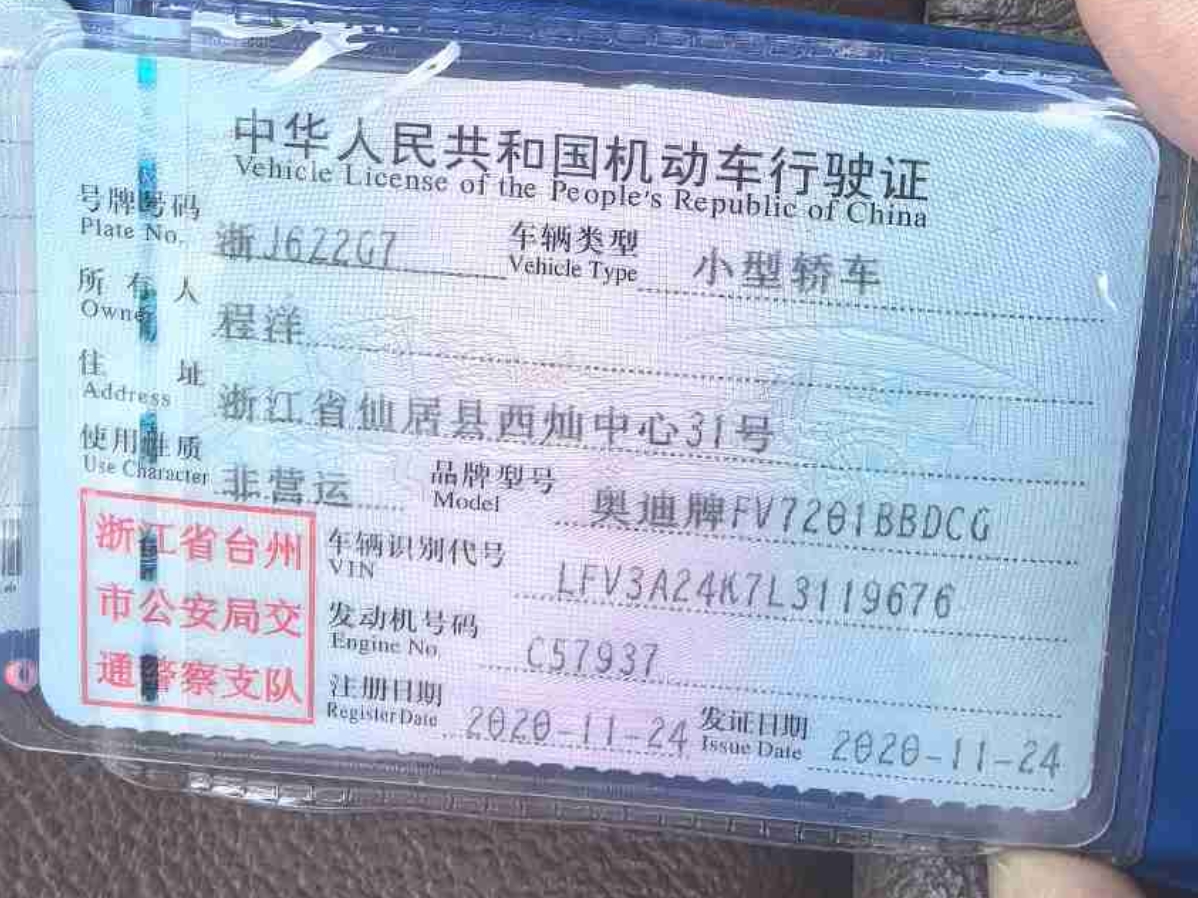 中华人民共和国机动车行驶证
Vehicle License of the People's Republic of China
号牌号码 浙J622G7 车辆类型 小型轿车
Plate No. Vehicle Type
所有人 程洋
Owner
住址 浙江省仙居县西灿中心31号
Address
使用性质 非营运 品牌型号 奥迪牌FV7201BBDCG
Use Character Model
浙江省台州
市公安局交
通警察支队
车辆识别代号 LFV3A24K7L3119676
VIN
发动机号码 C57937
Engine No.
注册日期 2020-11-24 发证日期 2020-11-24
Register Date Issue Date